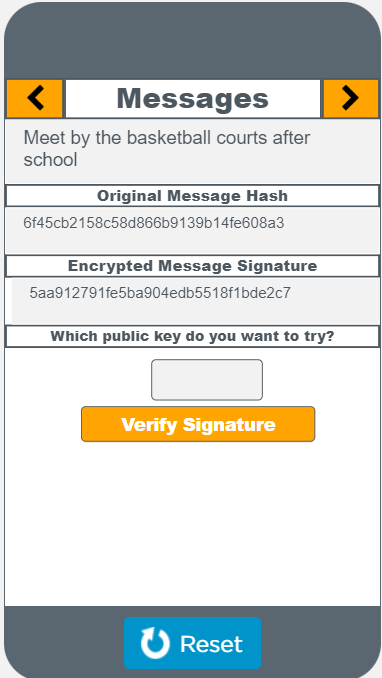 Messages
Meet by the basketball courts after
school
Original Message Hash
6f45cb2158c58d866b9139b14fe608a3
Encrypted Message Signature
5aa912791fe5ba904edb5518f1bde2c7
Which public key do you want to try?
Verify Signature
Reset